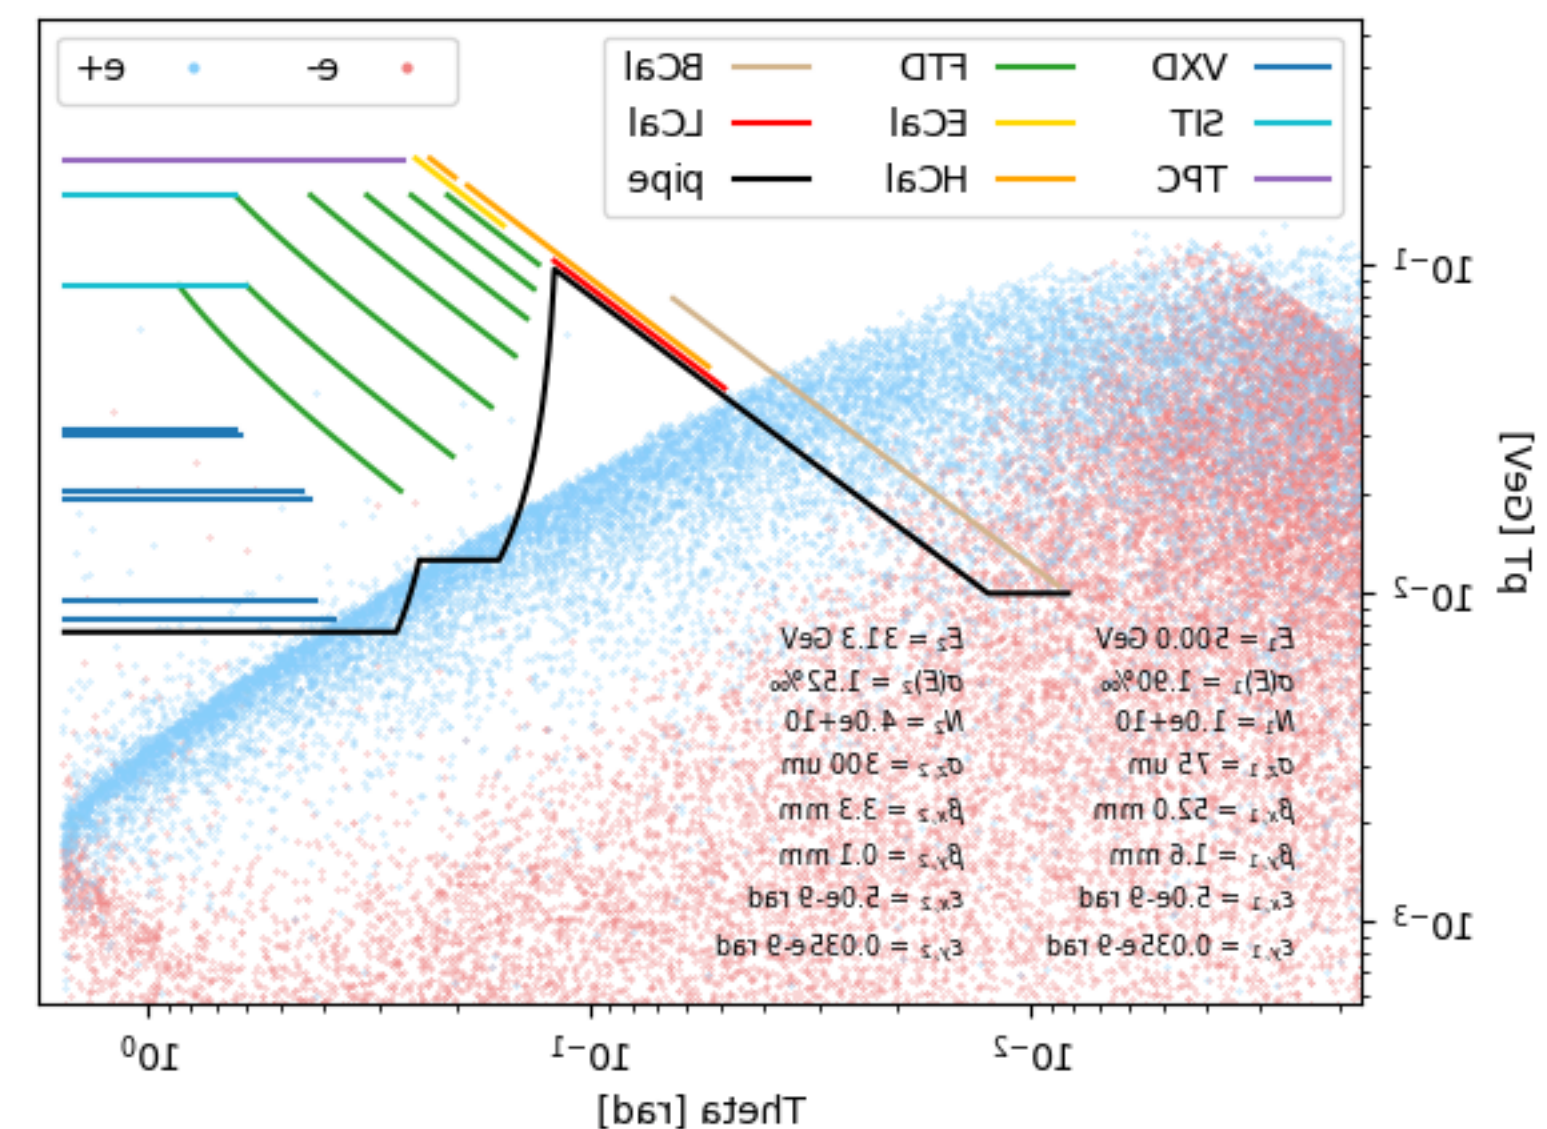 VXD FTD BCal
SIT ECal LCal
TPC HCal pipe
e- e+
10⁻¹
10⁻²
10⁻³
pT [GeV]
E₁ = 500.0 GeV E₂ = 31.3 GeV
σ(E)₁ = 1.90‰ σ(E)₂ = 1.52‰
N₁ = 1.0e+10 N₂ = 4.0e+10
σz,1 = 75 um σz,2 = 300 um
βx,1 = 52.0 mm βx,2 = 3.3 mm
βy,1 = 1.6 mm βy,2 = 0.1 mm
εx,1 = 5.0e-9 rad εx,2 = 5.0e-9 rad
εy,1 = 0.035e-9 rad εy,2 = 0.035e-9 rad
10⁻² 10⁻¹ 10⁰
Theta [rad]